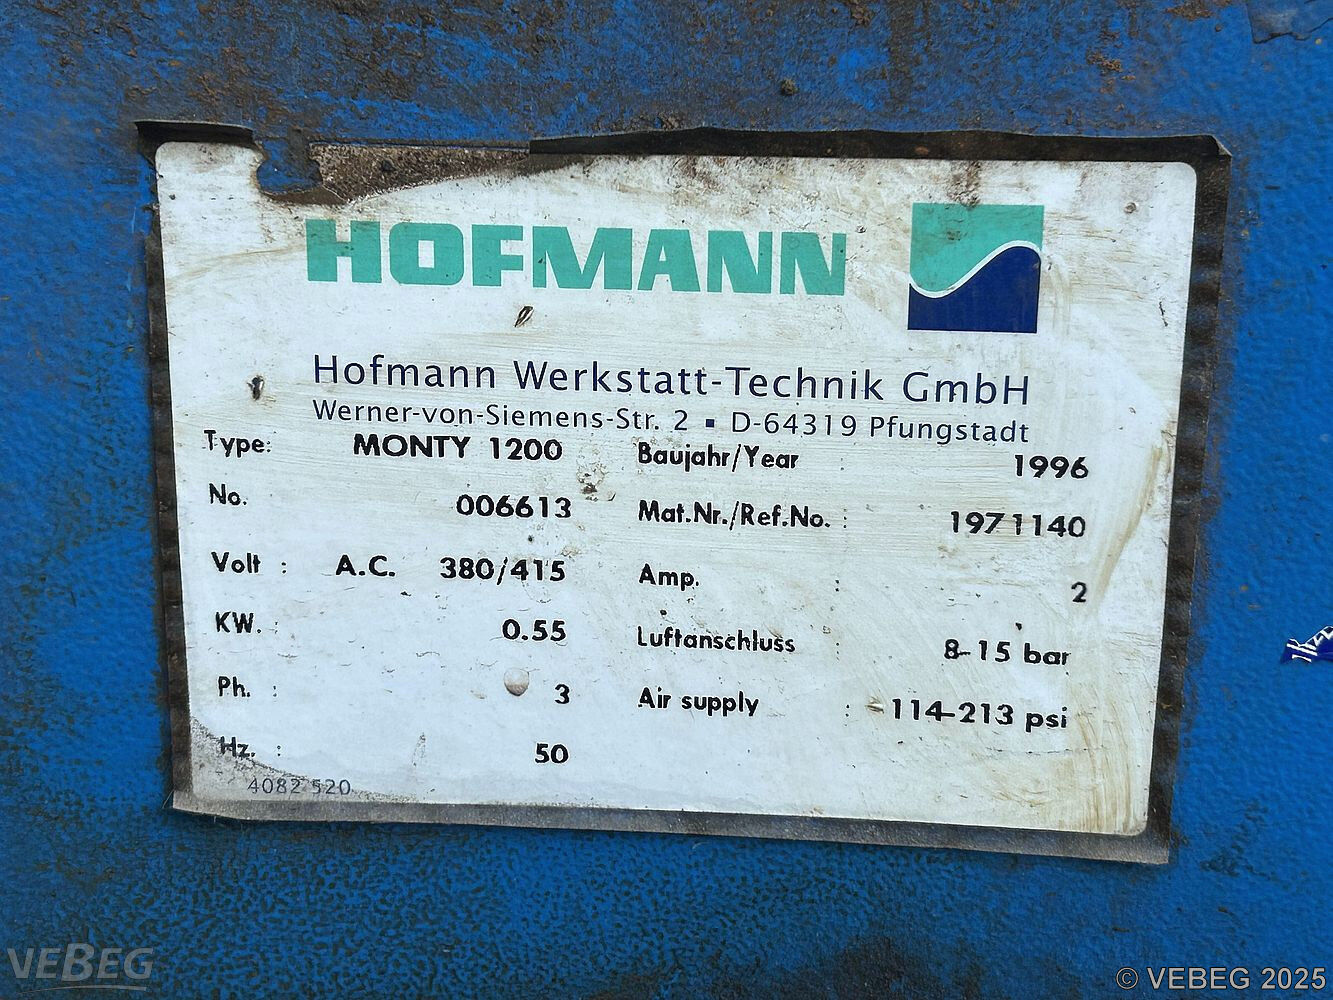 HOFMANN
Hofmann Werkstatt-Technik GmbH
Werner-von-Siemens-Str. 2 ▪ D-64319 Pfungstadt
Type: MONTY 1200 Baujahr/Year : 1996
No. 006613 Mat.Nr./Ref.No. : 1971140
Volt : A.C. 380/415 Amp. : 2
KW. : 0.55 Luftanschluss : 8-15 bar
Ph. : 3 Air supply : 114-213 psi
Hz. : 50
4082 520
VEBEG
© VEBEG 2025